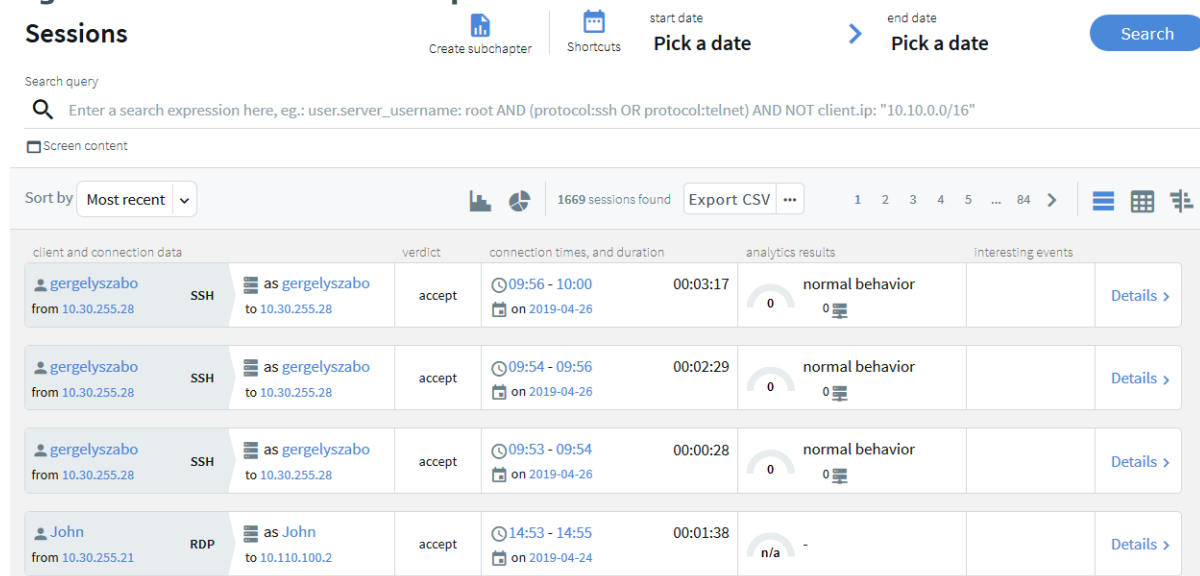 Sessions
Create subchapter
Shortcuts
start date
Pick a date
end date
Pick a date
Search
Search query
Enter a search expression here, eg.: user.server_username: root AND (protocol:ssh OR protocol:telnet) AND NOT client.ip: "10.10.0.0/16"
Screen content
Sort by Most recent
1669 sessions found
Export CSV
1 2 3 4 5 ... 84
client and connection data verdict connection times, and duration analytics results interesting events
gergelyszabo SSH as gergelyszabo accept 09:56 - 10:00 00:03:17 0 normal behavior Details
from 10.30.255.28 to 10.30.255.28 on 2019-04-26 0
gergelyszabo SSH as gergelyszabo accept 09:54 - 09:56 00:02:29 0 normal behavior Details
from 10.30.255.28 to 10.30.255.28 on 2019-04-26 0
gergelyszabo SSH as gergelyszabo accept 09:53 - 09:54 00:00:28 0 normal behavior Details
from 10.30.255.28 to 10.30.255.28 on 2019-04-26 0
John RDP as John accept 14:53 - 14:55 00:01:38 n/a - Details
from 10.30.255.21 to 10.110.100.2 on 2019-04-24